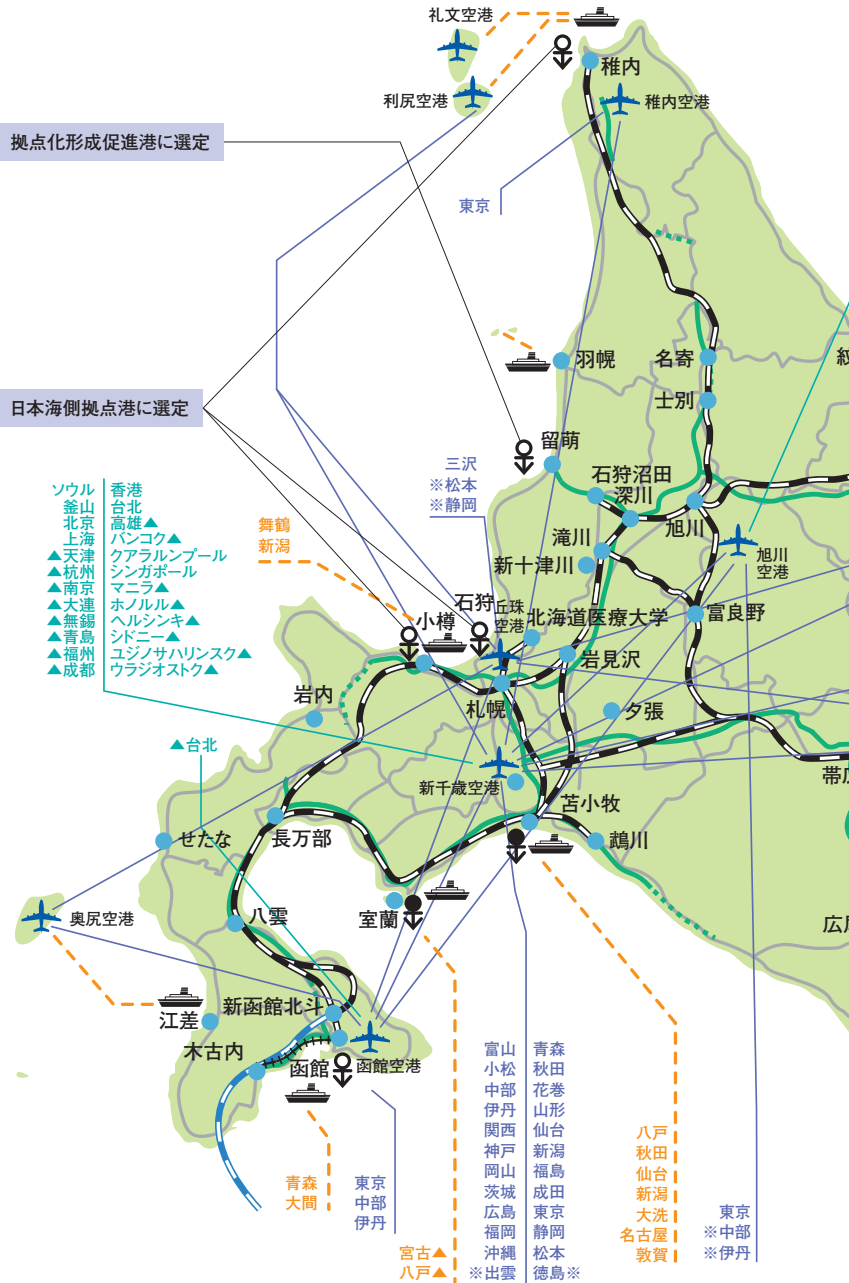 礼文空港
稚内
利尻空港
稚内空港
拠点化形成促進港に選定
東京
羽幌
名寄
士別
日本海側拠点港に選定
留萌
三沢
※松本
※静岡
石狩沼田
深川
旭川
旭川
空港
滝川
新十津川
ソウル 香港
釜山 台北
北京 高雄▲
上海 バンコク▲
▲天津 クアラルンプール
▲杭州 シンガポール
▲南京 マニラ▲
▲大連 ホノルル▲
▲無錫 ヘルシンキ▲
▲青島 シドニー▲
▲福州 ユジノサハリンスク▲
▲成都 ウラジオストク▲
舞鶴
新潟
小樽
石狩
丘珠
空港
北海道医療大学
富良野
岩見沢
岩内
札幌
夕張
▲台北
新千歳空港
帯広
苫小牧
せたな
長万部
鵡川
奥尻空港
八雲
室蘭
広尾
新函館北斗
江差
木古内
函館
函館空港
青森
大間
東京
中部
伊丹
宮古▲
八戸▲
富山 青森
小松 秋田
中部 花巻
伊丹 山形
関西 仙台
神戸 新潟
岡山 福島
茨城 成田
広島 東京
福岡 静岡
沖縄 松本
※出雲 徳島※
八戸
秋田
仙台
新潟
大洗
名古屋
敦賀
東京
※中部
※伊丹